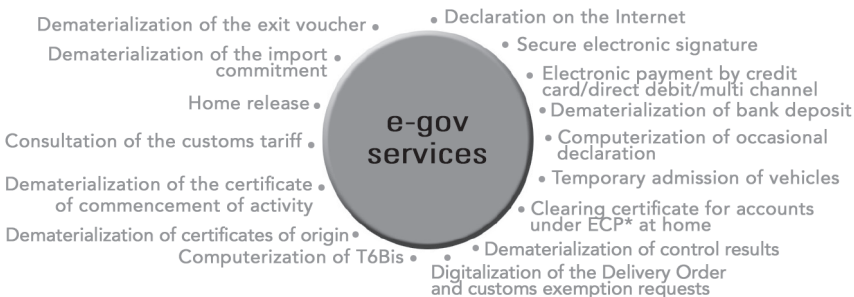 Dematerialization of the exit voucher
Dematerialization of the import
commitment
Home release
Consultation of the customs tariff
Dematerialization of the certificate
of commencement of activity
Dematerialization of certificates of origin
Computerization of T6Bis
e-gov
services
Declaration on the Internet
Secure electronic signature
Electronic payment by credit
card/direct debit/multi channel
Dematerialization of bank deposit
Computerization of occasional
declaration
Temporary admission of vehicles
Clearing certificate for accounts
under ECP* at home
Dematerialization of control results
Digitalization of the Delivery Order
and customs exemption requests